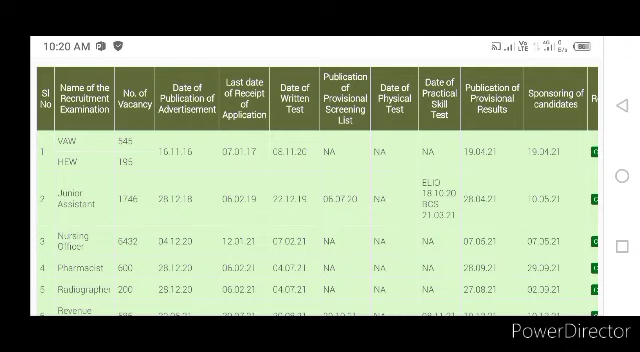 10:20 AM
Vo LTE 4G 0 B/s
Sl No | Name of the Recruitment Examination | No. of Vacancy | Date of Publication of Advertisement | Last date of Receipt of Application | Date of Written Test | Publication of Provisional Screening List | Date of Physical Test | Date of Practical Skill Test | Publication of Provisional Results | Sponsoring of candidates
1 | VAW | 545 | 16.11.16 | 07.01.17 | 08.11.20 | NA | NA | NA | 19.04.21 | 19.04.21
HEW | 195
2 | Junior Assistant | 1746 | 28.12.18 | 06.02.19 | 22.12.19 | 06.07.20 | NA | ELIO 18.10.20 BCS 21.03.21 | 28.04.21 | 10.05.21
3 | Nursing Officer | 6432 | 04.12.20 | 12.01.21 | 07.02.21 | NA | NA | NA | 07.05.21 | 07.05.21
4 | Pharmacist | 600 | 28.12.20 | 06.02.21 | 04.07.21 | NA | NA | NA | 28.09.21 | 29.09.21
5 | Radiographer | 200 | 28.12.20 | 06.02.21 | 04.07.21 | NA | NA | NA | 27.08.21 | 02.09.21
Revenue
PowerDirector